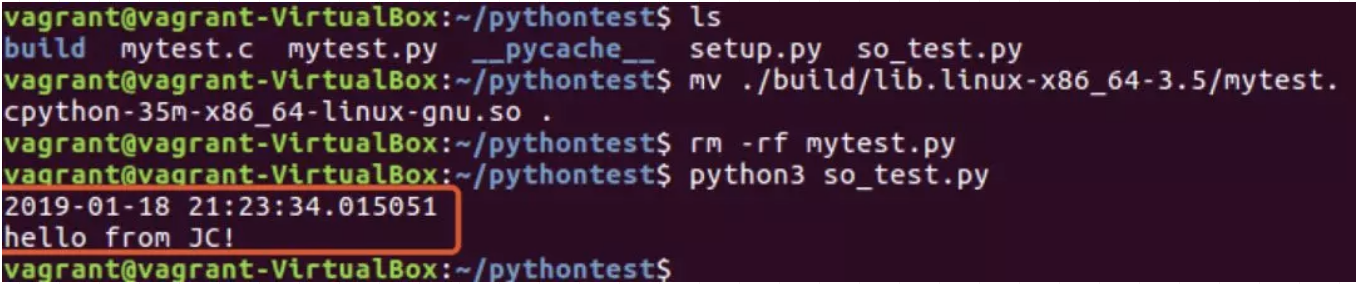 vagrant@vagrant-VirtualBox:~/pythontest$ ls
build  mytest.c  mytest.py  __pycache__  setup.py  so_test.py
vagrant@vagrant-VirtualBox:~/pythontest$ mv ./build/lib.linux-x86_64-3.5/mytest.
cpython-35m-x86_64-linux-gnu.so .
vagrant@vagrant-VirtualBox:~/pythontest$ rm -rf mytest.py
vagrant@vagrant-VirtualBox:~/pythontest$ python3 so_test.py
2019-01-18 21:23:34.015051
hello from JC!
vagrant@vagrant-VirtualBox:~/pythontest$